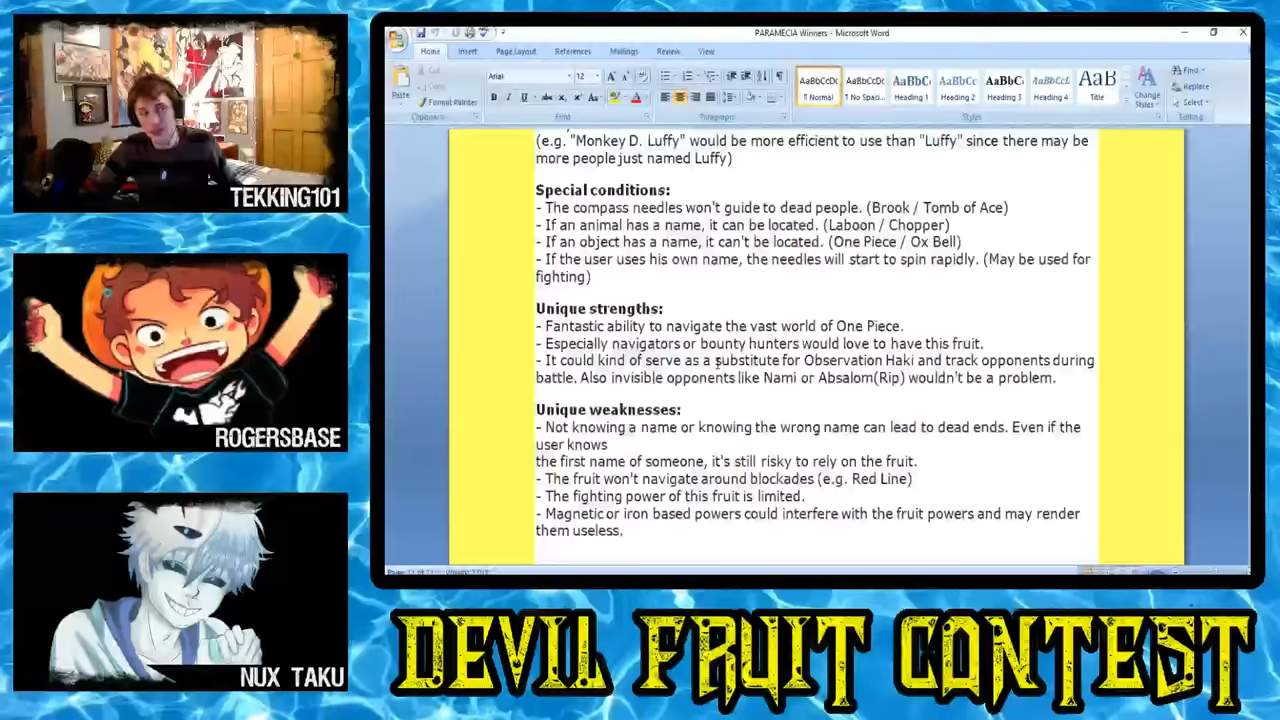 TEKKING101
ROGERSBASE
NUX TAKU
PARAMECIA Winners - Microsoft Word
Home Insert Page Layout References Mailings Review View
Cut
Copy
Format Painter
Paste
Clipboard
Arial 12
Font
Paragraph
AaBbCcDc AaBbCcDc AaBbC AaBbCc AaBbCc AaBbCcD AaB
¶ Normal ¶ No Spaci... Heading 1 Heading 2 Heading 3 Heading 4 Title
Change Styles
Styles
Find
Replace
Select
Editing
(e.g. "Monkey D. Luffy" would be more efficient to use than "Luffy" since there may be
more people just named Luffy)
Special conditions:
- The compass needles won't guide to dead people. (Brook / Tomb of Ace)
- If an animal has a name, it can be located. (Laboon / Chopper)
- If an object has a name, it can't be located. (One Piece / Ox Bell)
- If the user uses his own name, the needles will start to spin rapidly. (May be used for
fighting)
Unique strengths:
- Fantastic ability to navigate the vast world of One Piece.
- Especially navigators or bounty hunters would love to have this fruit.
- It could kind of serve as a substitute for Observation Haki and track opponents during
battle. Also invisible opponents like Nami or Absalom(Rip) wouldn't be a problem.
Unique weaknesses:
- Not knowing a name or knowing the wrong name can lead to dead ends. Even if the
user knows
the first name of someone, it's still risky to rely on the fruit.
- The fruit won't navigate around blockades (e.g. Red Line)
- The fighting power of this fruit is limited.
- Magnetic or iron based powers could interfere with the fruit powers and may render
them useless.
DEVIL FRUIT CONTEST